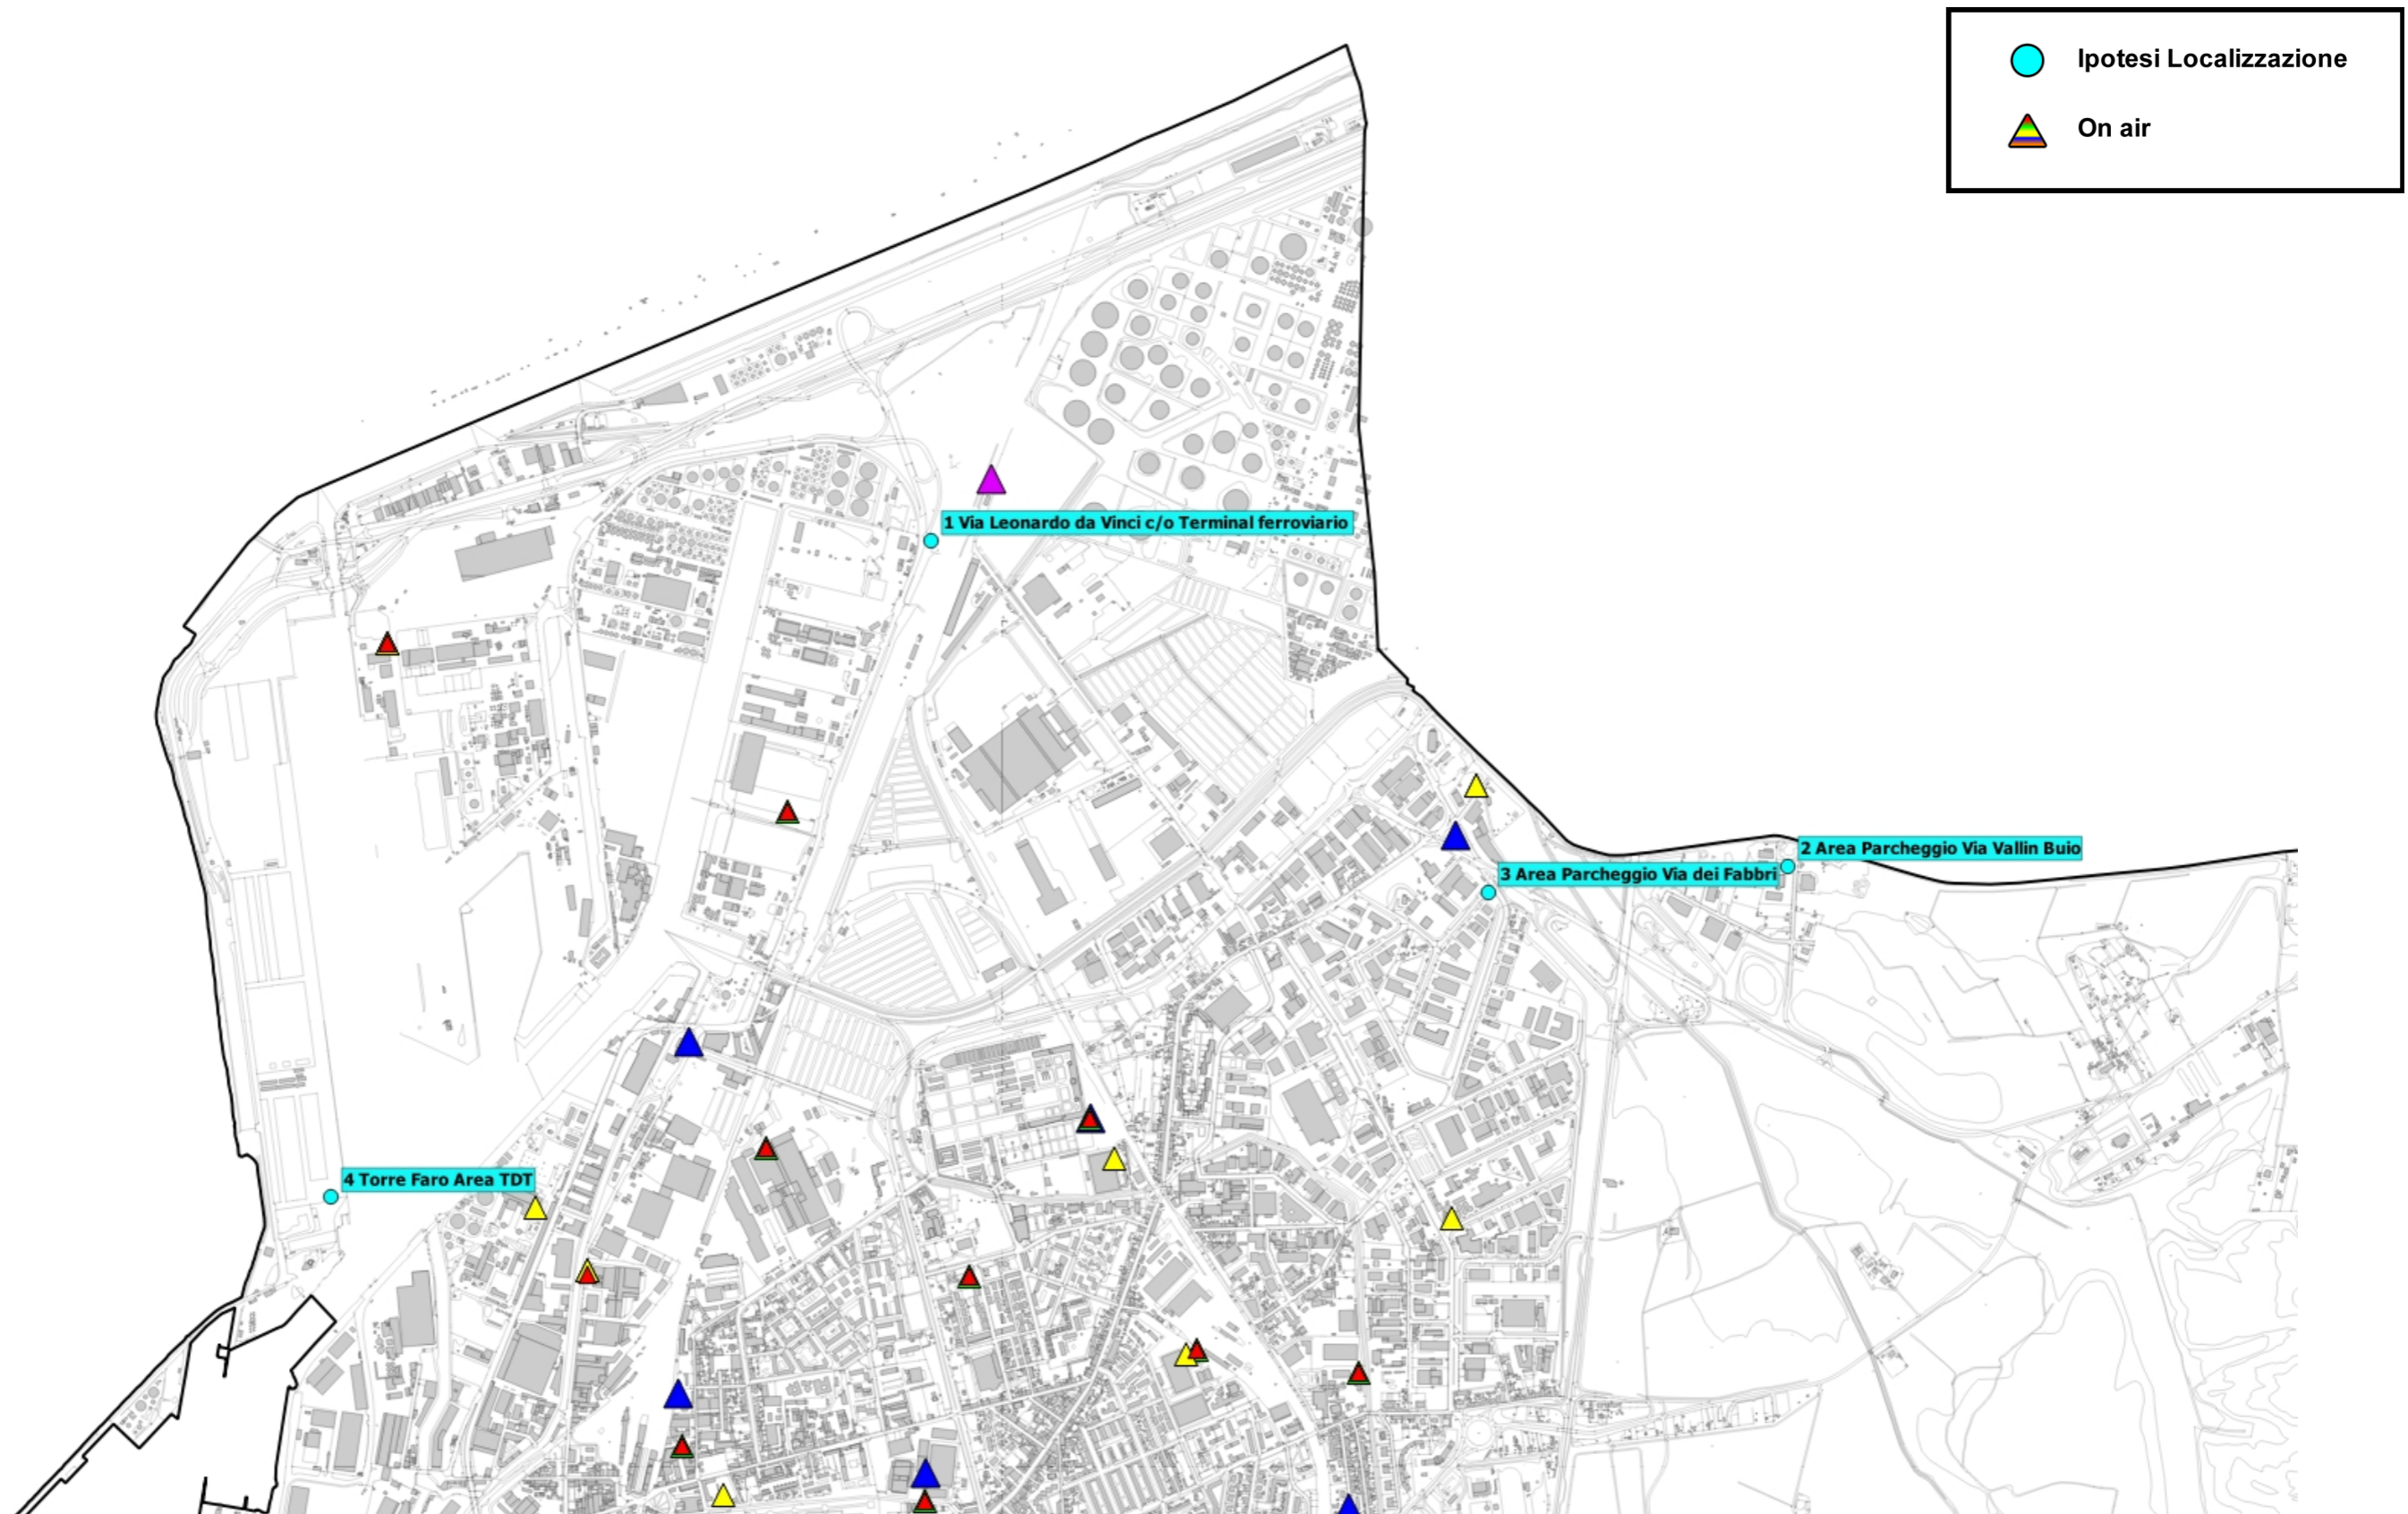 Ipotesi Localizzazione
On air
1 Via Leonardo da Vinci c/o Terminal ferroviario
2 Area Parcheggio Via Vallin Buio
3 Area Parcheggio Via dei Fabbri
4 Torre Faro Area TDT